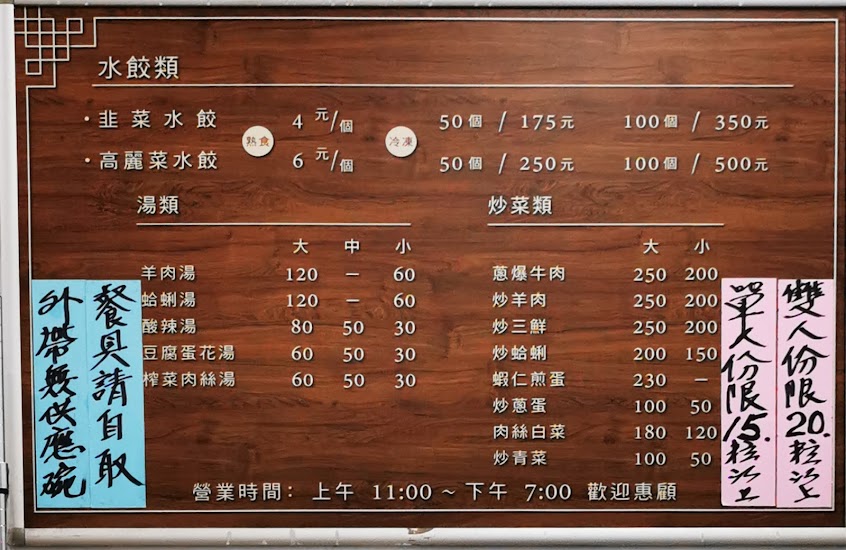 水餃類
・韭菜水餃 4元/個 50個 / 175元 100個 / 350元
熟食 冷凍
・高麗菜水餃 6元/個 50個 / 250元 100個 / 500元
湯類
大 中 小
羊肉湯 120 － 60
蛤蜊湯 120 － 60
酸辣湯 80 50 30
豆腐蛋花湯 60 50 30
榨菜肉絲湯 60 50 30
炒菜類
大 小
蔥爆牛肉 250 200
炒羊肉 250 200
炒三鮮 250 200
炒蛤蜊 200 150
蝦仁煎蛋 230 －
炒蔥蛋 100 50
肉絲白菜 180 120
炒青菜 100 50
營業時間：上午 11:00～下午 7:00 歡迎惠顧
餐具請自取
外帶無供應碗
雙人份限20.粒以上
單人份限15.粒以上